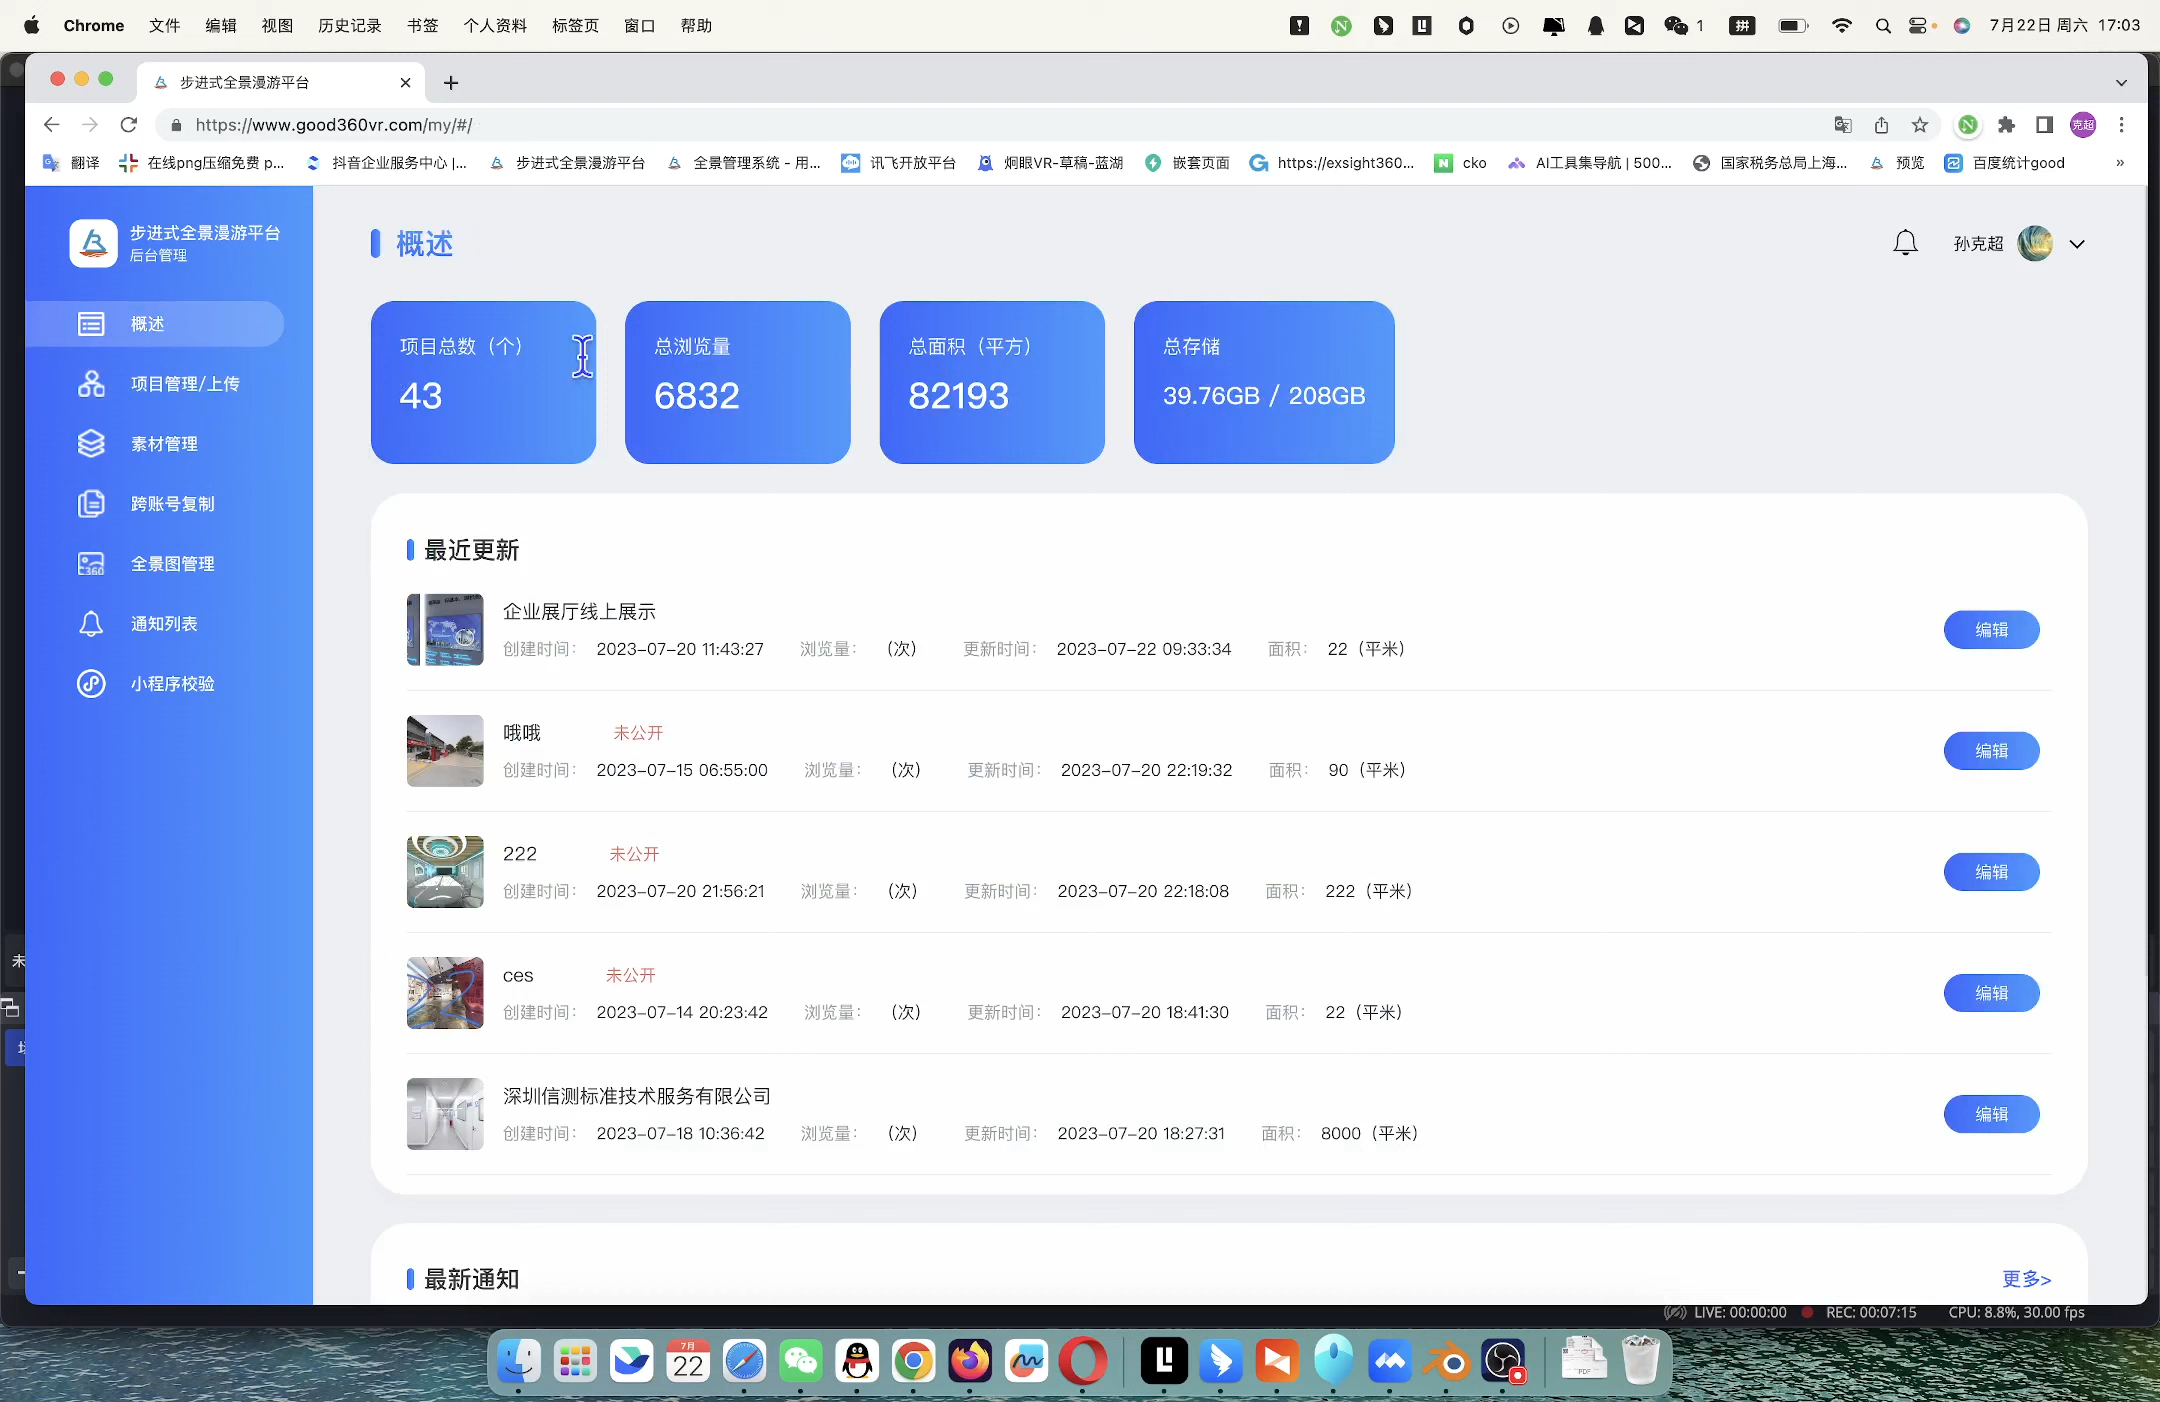 Chrome 文件 编辑 视图 历史记录 书签 个人资料 标签页 窗口 帮助 1 拼 7月22日 周六 17:03
步进式全景漫游平台
https://www.good360vr.com/my/#/ 克超
翻译 在线png压缩免费 p... 抖音企业服务中心 |... 步进式全景漫游平台 全景管理系统 - 用... 讯飞开放平台 炯眼VR-草稿-蓝湖 嵌套页面 https://exsight360... cko AI工具集导航 | 500... 国家税务总局上海... 预览 百度统计good »
步进式全景漫游平台
后台管理
概述
项目管理/上传
素材管理
跨账号复制
全景图管理
通知列表
小程序校验
概述
孙克超
项目总数（个）
43
总浏览量
6832
总面积（平方）
82193
总存储
39.76GB / 208GB
最近更新
企业展厅线上展示
创建时间： 2023-07-20 11:43:27 浏览量： （次） 更新时间： 2023-07-22 09:33:34 面积： 22（平米）
编辑
哦哦 未公开
创建时间： 2023-07-15 06:55:00 浏览量： （次） 更新时间： 2023-07-20 22:19:32 面积： 90（平米）
编辑
222 未公开
创建时间： 2023-07-20 21:56:21 浏览量： （次） 更新时间： 2023-07-20 22:18:08 面积： 222（平米）
编辑
ces 未公开
创建时间： 2023-07-14 20:23:42 浏览量： （次） 更新时间： 2023-07-20 18:41:30 面积： 22（平米）
编辑
深圳信测标准技术服务有限公司
创建时间： 2023-07-18 10:36:42 浏览量： （次） 更新时间： 2023-07-20 18:27:31 面积： 8000（平米）
编辑
最新通知
更多>
LIVE: 00:00:00 REC: 00:07:15 CPU: 8.8%, 30.00 fps
7月
22
PDF